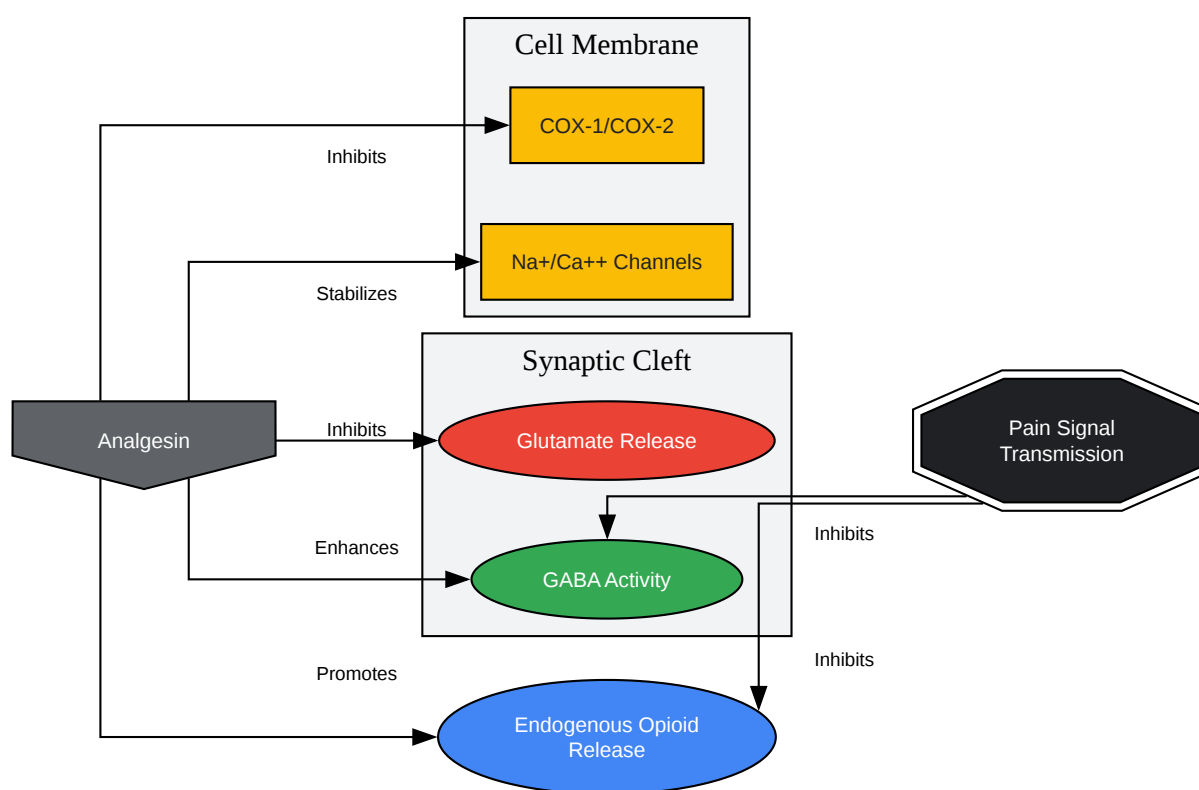 Cell Membrane
COX-1/COX-2
Inhibits
Na+/Ca++ Channels
Stabilizes
Synaptic Cleft
Analgesin
Inhibits
Glutamate Release
Pain Signal
Transmission
Inhibits
Enhances
GABA Activity
Inhibits
Promotes
Endogenous Opioid
Release